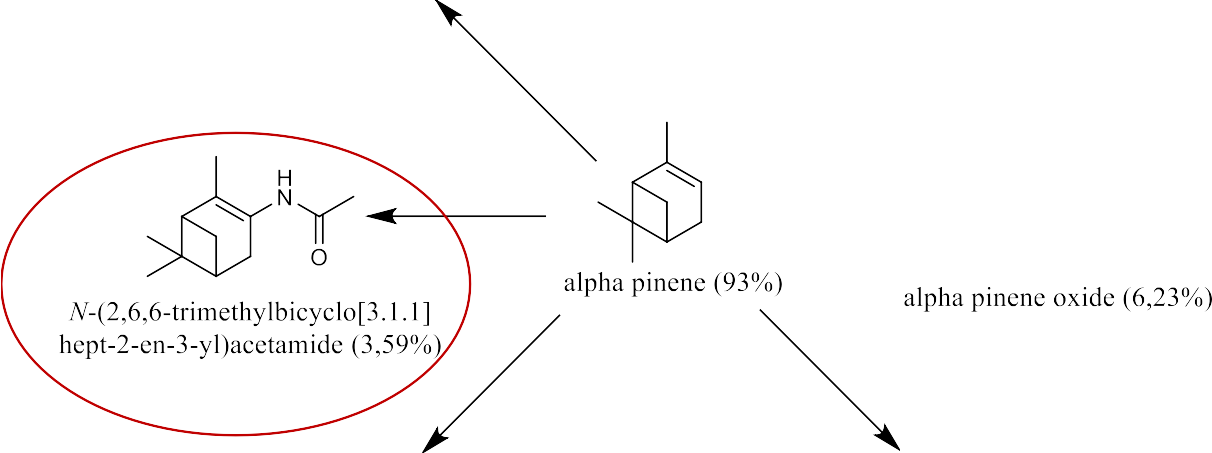 H
N
O
N-(2,6,6-trimethylbicyclo[3.1.1]
hept-2-en-3-yl)acetamide (3,59%)
alpha pinene (93%)
alpha pinene oxide (6,23%)